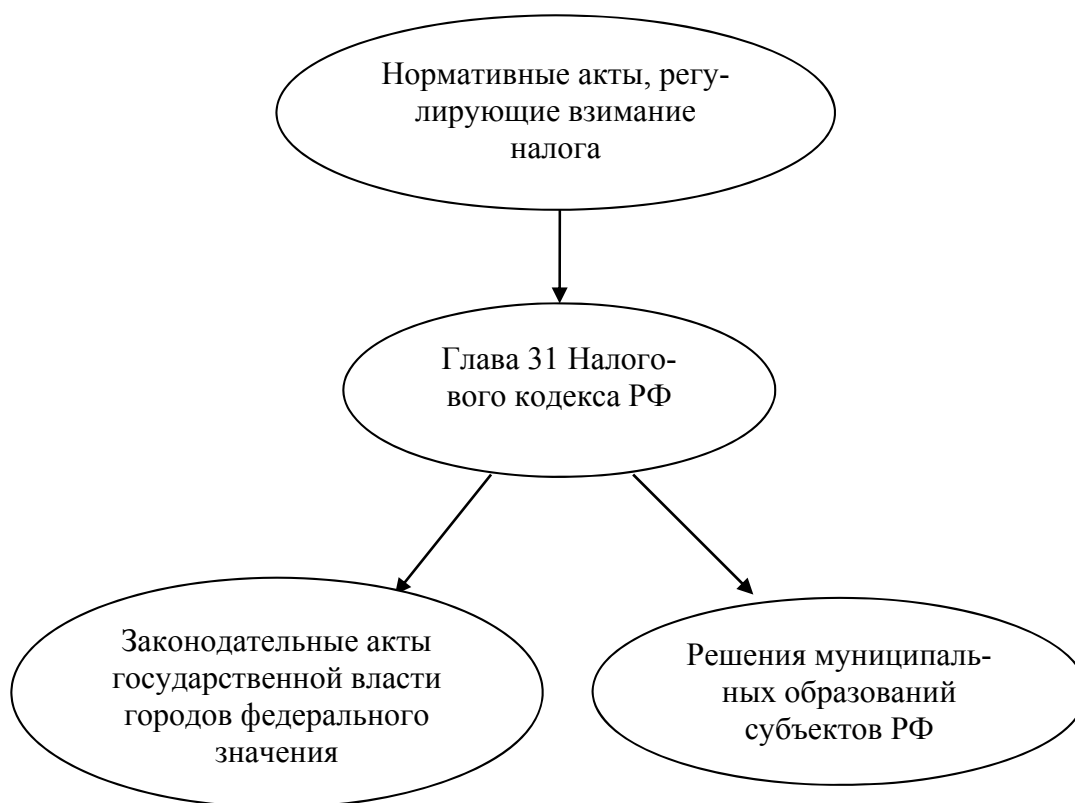 Нормативные акты, регу-
лирующие взимание
налога
Глава 31 Налого-
вого кодекса РФ
Законодательные акты
государственной власти
городов федерального
значения
Решения муниципаль-
ных образований
субъектов РФ